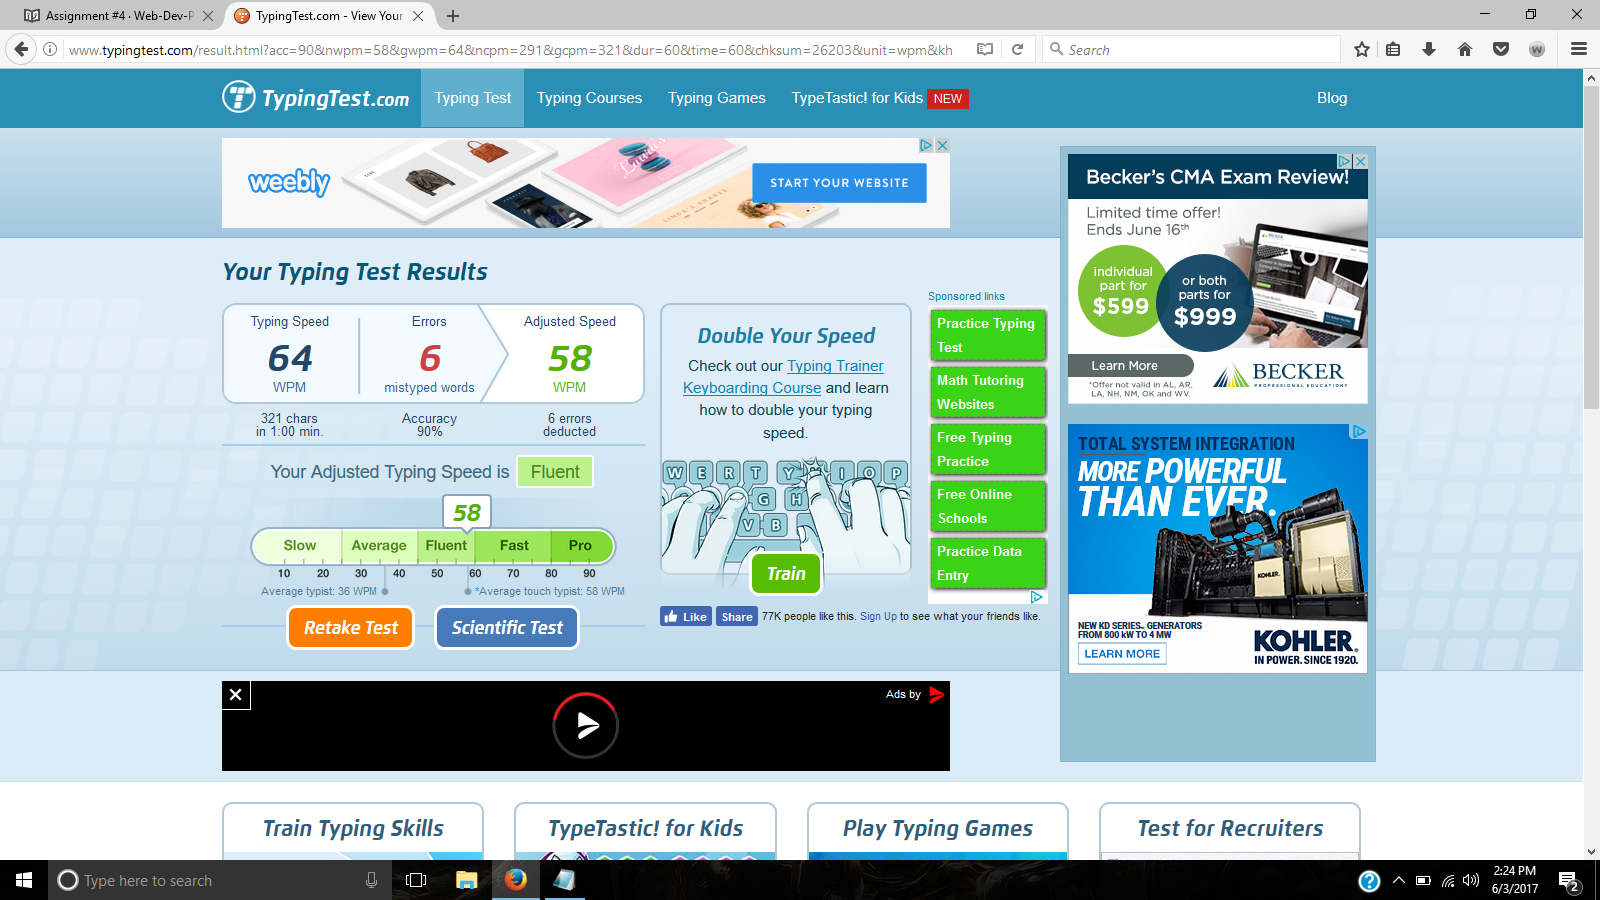 Assignment #4 · Web-Dev-P
TypingTest.com - View Your
www.typingtest.com/result.html?acc=90&nwpm=58&gwpm=64&ncpm=291&gcpm=321&dur=60&time=60&chksum=26203&unit=wpm&kh
Search
TypingTest.com
Typing Test
Typing Courses
Typing Games
TypeTastic! for Kids NEW
Blog
weebly
START YOUR WEBSITE
LINDA'S SHADES
Becker's CMA Exam Review!
Limited time offer!
Ends June 16th
individual
part for
$599
or both
parts for
$999
Learn More
*Offer not valid in AL, AR,
LA, NH, NM, OK and WV.
BECKER
PROFESSIONAL EDUCATION
Your Typing Test Results
Typing Speed
64
WPM
Errors
6
mistyped words
Adjusted Speed
58
WPM
321 chars
in 1:00 min.
Accuracy
90%
6 errors
deducted
Your Adjusted Typing Speed is Fluent
58
Slow Average Fluent Fast Pro
10 20 30 40 50 60 70 80 90
Average typist: 36 WPM
*Average touch typist: 58 WPM
Retake Test
Scientific Test
Double Your Speed
Check out our Typing Trainer
Keyboarding Course and learn
how to double your typing
speed.
W E R T Y I O P
G H
V B
Train
Like
Share
77K people like this. Sign Up to see what your friends like.
Sponsored links
Practice Typing
Test
Math Tutoring
Websites
Free Typing
Practice
Free Online
Schools
Practice Data
Entry
TOTAL SYSTEM INTEGRATION
MORE POWERFUL
THAN EVER.
KOHLER.
NEW KD SERIES™ GENERATORS
FROM 800 kW TO 4 MW
LEARN MORE
KOHLER.
IN POWER. SINCE 1920.
Ads by
Train Typing Skills
TypeTastic! for Kids
Play Typing Games
Test for Recruiters
Type here to search
2:24 PM
6/3/2017
2